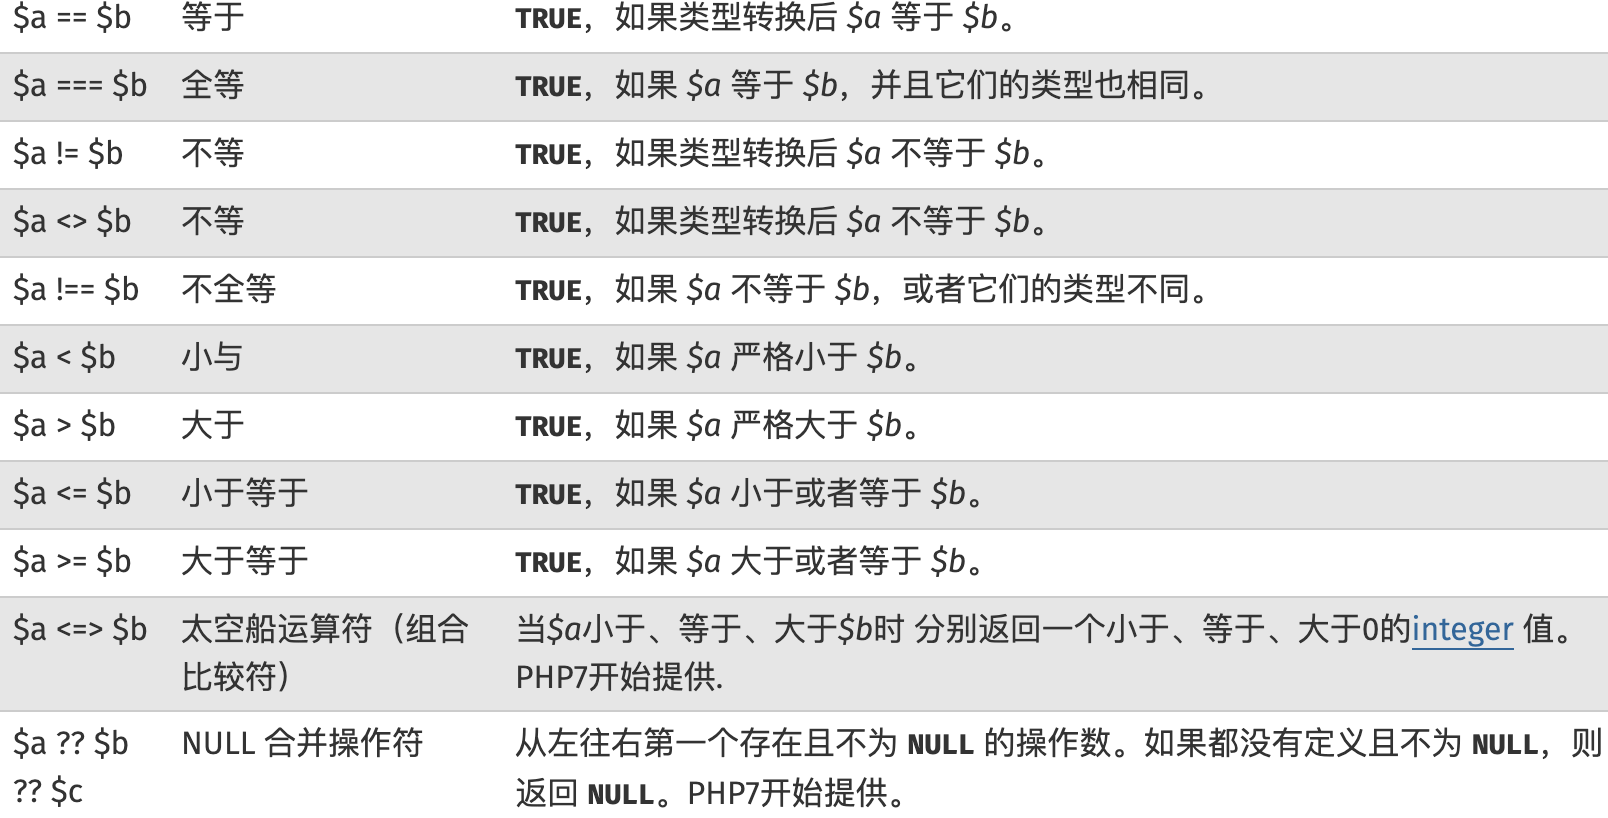 $a == $b 等于 TRUE，如果类型转换后 $a 等于 $b。
$a === $b 全等 TRUE，如果 $a 等于 $b，并且它们的类型也相同。
$a != $b 不等 TRUE，如果类型转换后 $a 不等于 $b。
$a <> $b 不等 TRUE，如果类型转换后 $a 不等于 $b。
$a !== $b 不全等 TRUE，如果 $a 不等于 $b，或者它们的类型不同。
$a < $b 小与 TRUE，如果 $a 严格小于 $b。
$a > $b 大于 TRUE，如果 $a 严格大于 $b。
$a <= $b 小于等于 TRUE，如果 $a 小于或者等于 $b。
$a >= $b 大于等于 TRUE，如果 $a 大于或者等于 $b。
$a <=> $b 太空船运算符（组合 当$a小于、等于、大于$b时 分别返回一个小于、等于、大于0的integer 值。
比较符） PHP7开始提供.
$a ?? $b NULL 合并操作符 从左往右第一个存在且不为 NULL 的操作数。如果都没有定义且不为 NULL，则
?? $c 返回 NULL。PHP7开始提供。